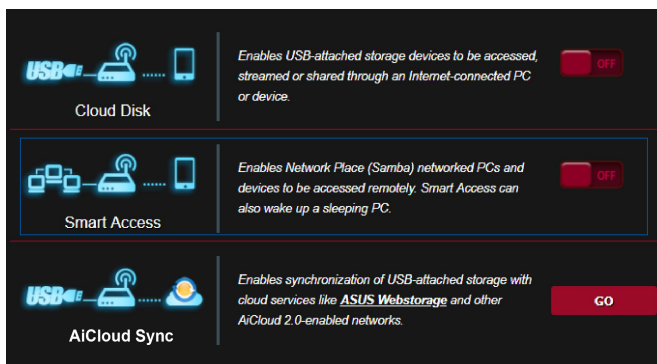 Enables USB-attached storage devices to be accessed,
streamed or shared through an Internet-connected PC
or device.
USB
OFF
Cloud Disk
Enables Network Place (Samba) networked PCs and
devices to be accessed remotely. Smart Access can
also wake up a sleeping PC.
OFF
Smart Access
Enables synchronization of USB-attached storage with
cloud services like ASUS Webstorage and other
AiCloud 2.0-enabled networks.
USB
GO
AiCloud Sync